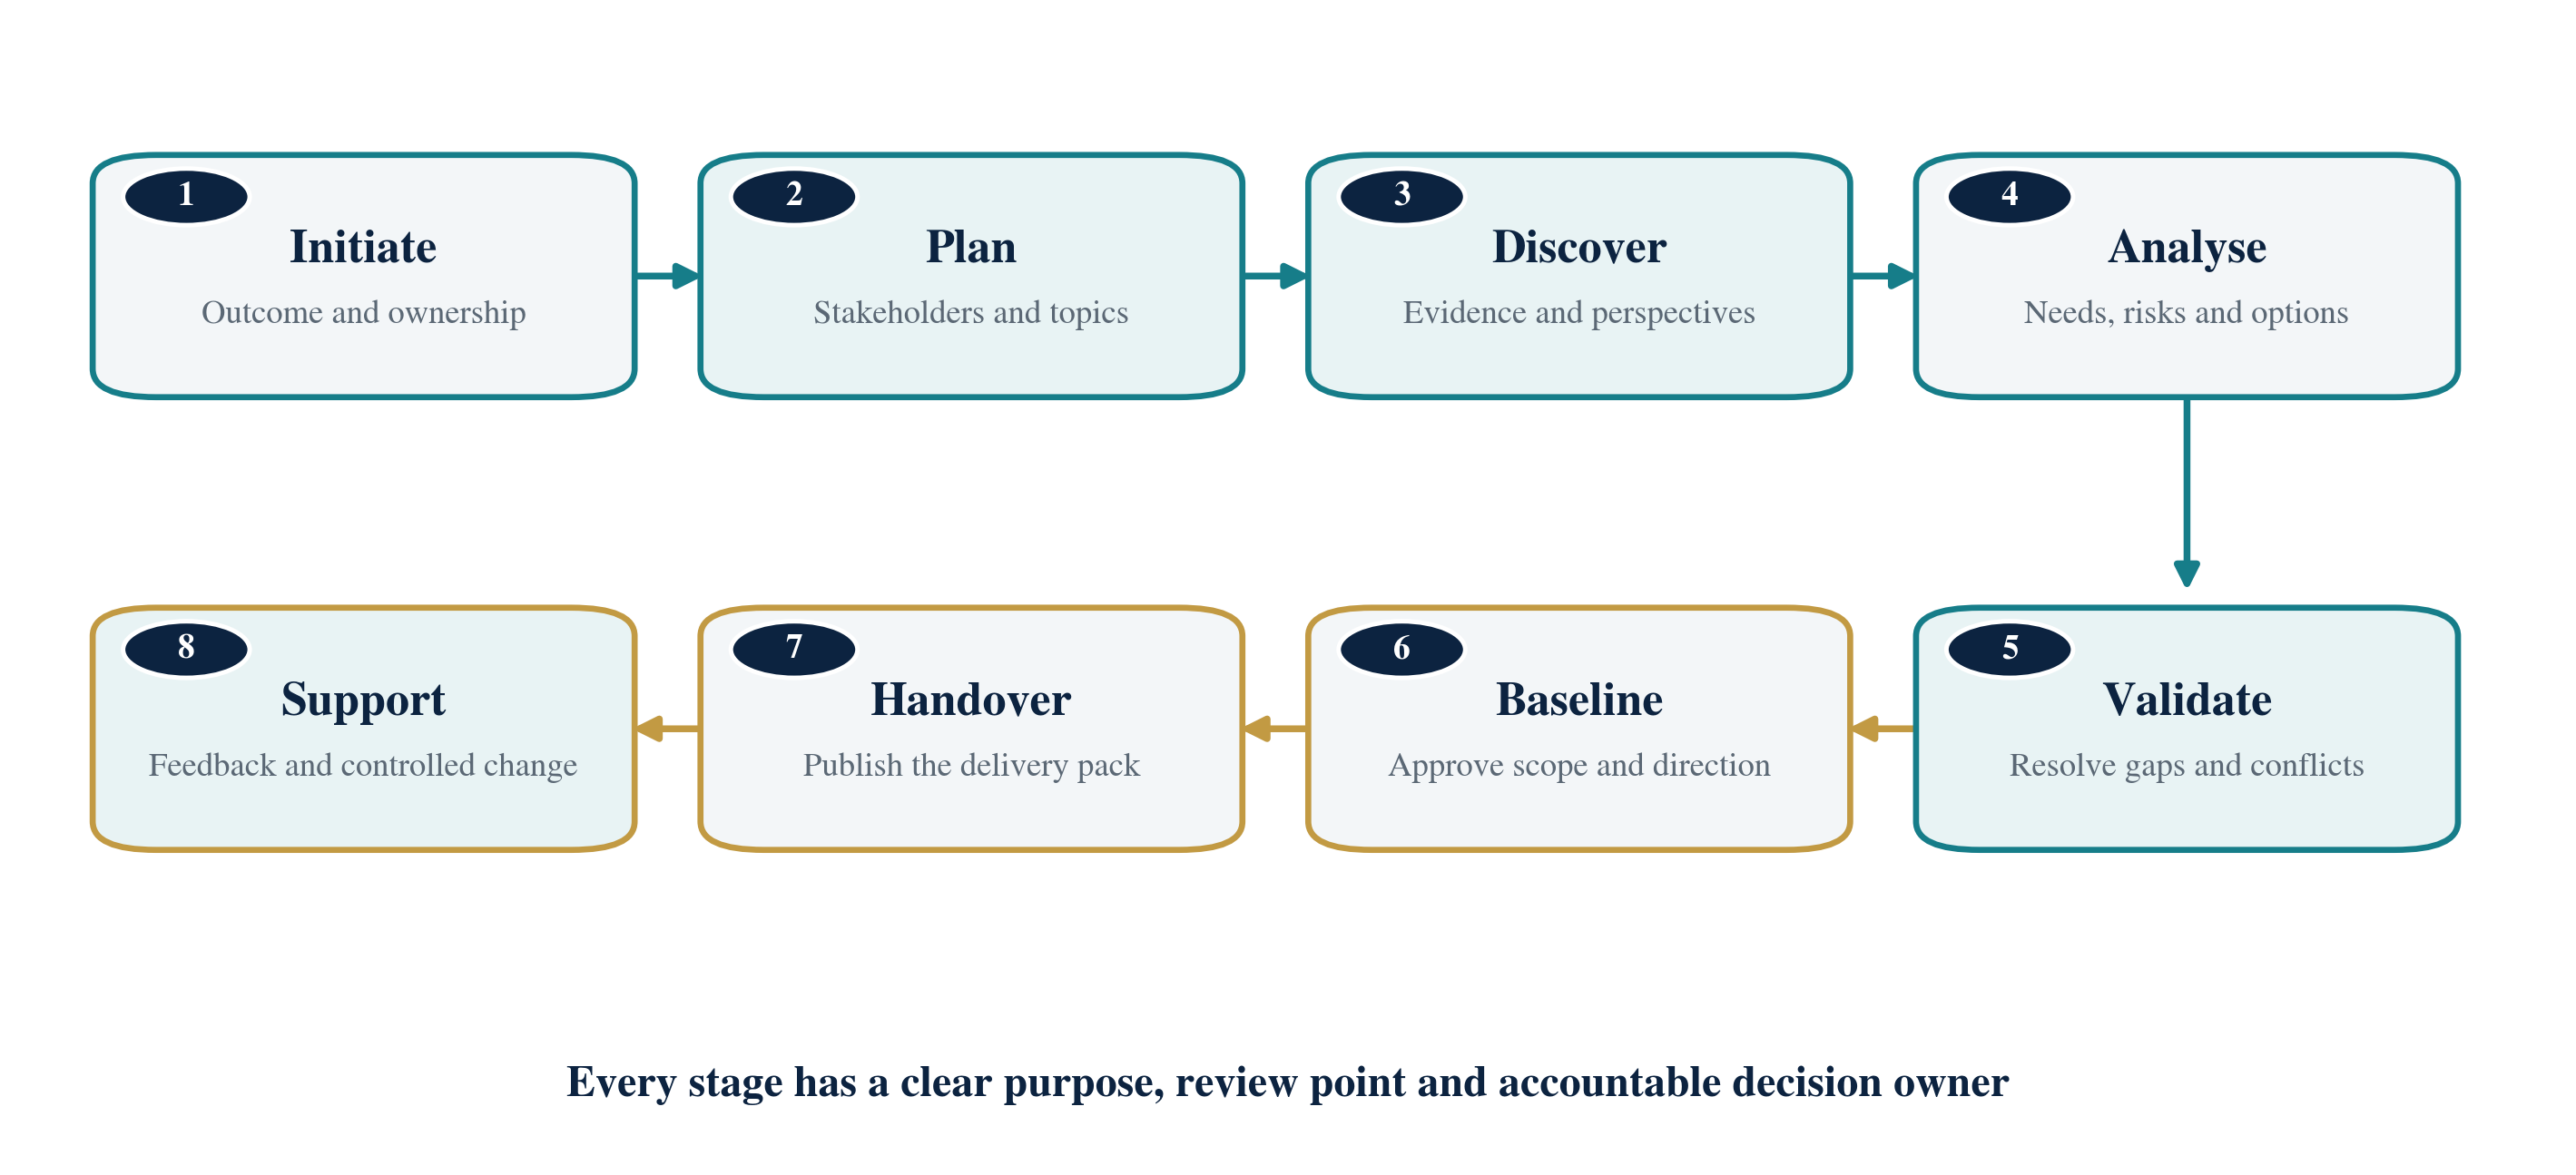 1
Initiate
Outcome and ownership
2
Plan
Stakeholders and topics
3
Discover
Evidence and perspectives
4
Analyse
Needs, risks and options
5
Validate
Resolve gaps and conflicts
6
Baseline
Approve scope and direction
7
Handover
Publish the delivery pack
8
Support
Feedback and controlled change
Every stage has a clear purpose, review point and accountable decision owner